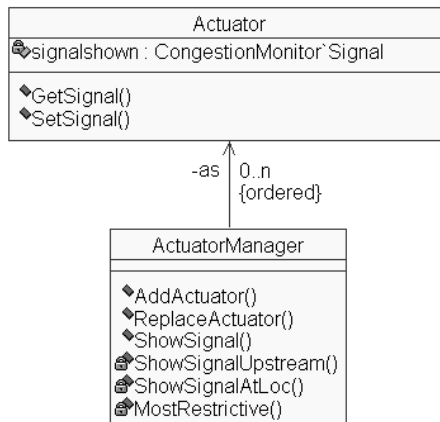 Actuator
signalshown : CongestionMonitor`Signal
GetSignal()
SetSignal()
-as 0..n
{ordered}
ActuatorManager
AddActuator()
ReplaceActuator()
ShowSignal()
ShowSignalUpstream()
ShowSignalAtLoc()
MostRestrictive()